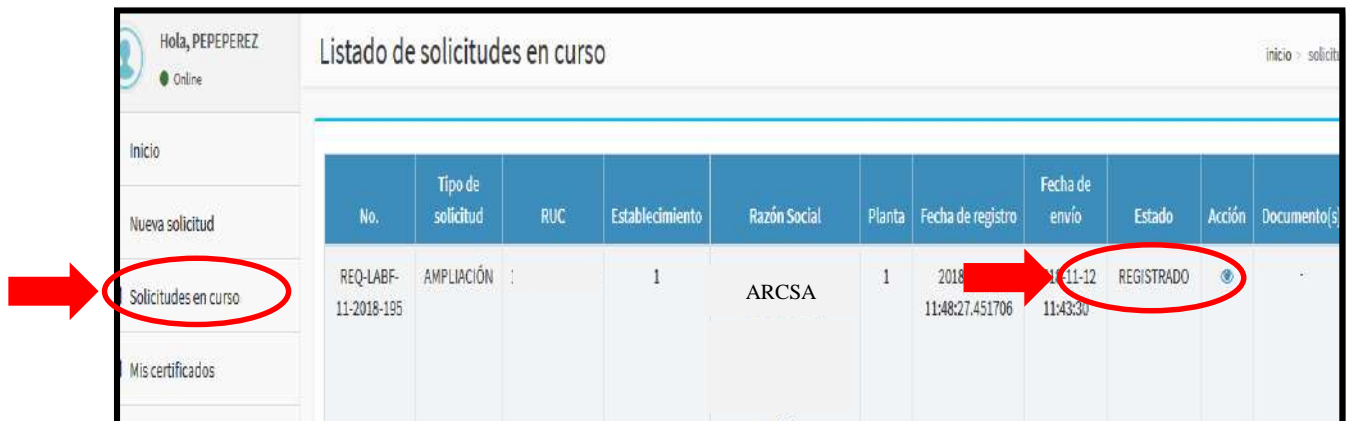 Hola, PEPEPEREZ
Online
Listado de solicitudes en curso
inicio >
Inicio
Nueva solicitud
Solicitudes en curso
Mis certificados
No.
Tipo de
solicitud
RUC
Establecimiento
Razón Social
Planta
Fecha de registro
Fecha de
envío
Estado
Acción
Documento(s)
REQ-LABF-
11-2018-195
AMPLIACIÓN
1
ARCSA
1
2018
11:48:27.451706
11:43:30
REGISTRADO
-